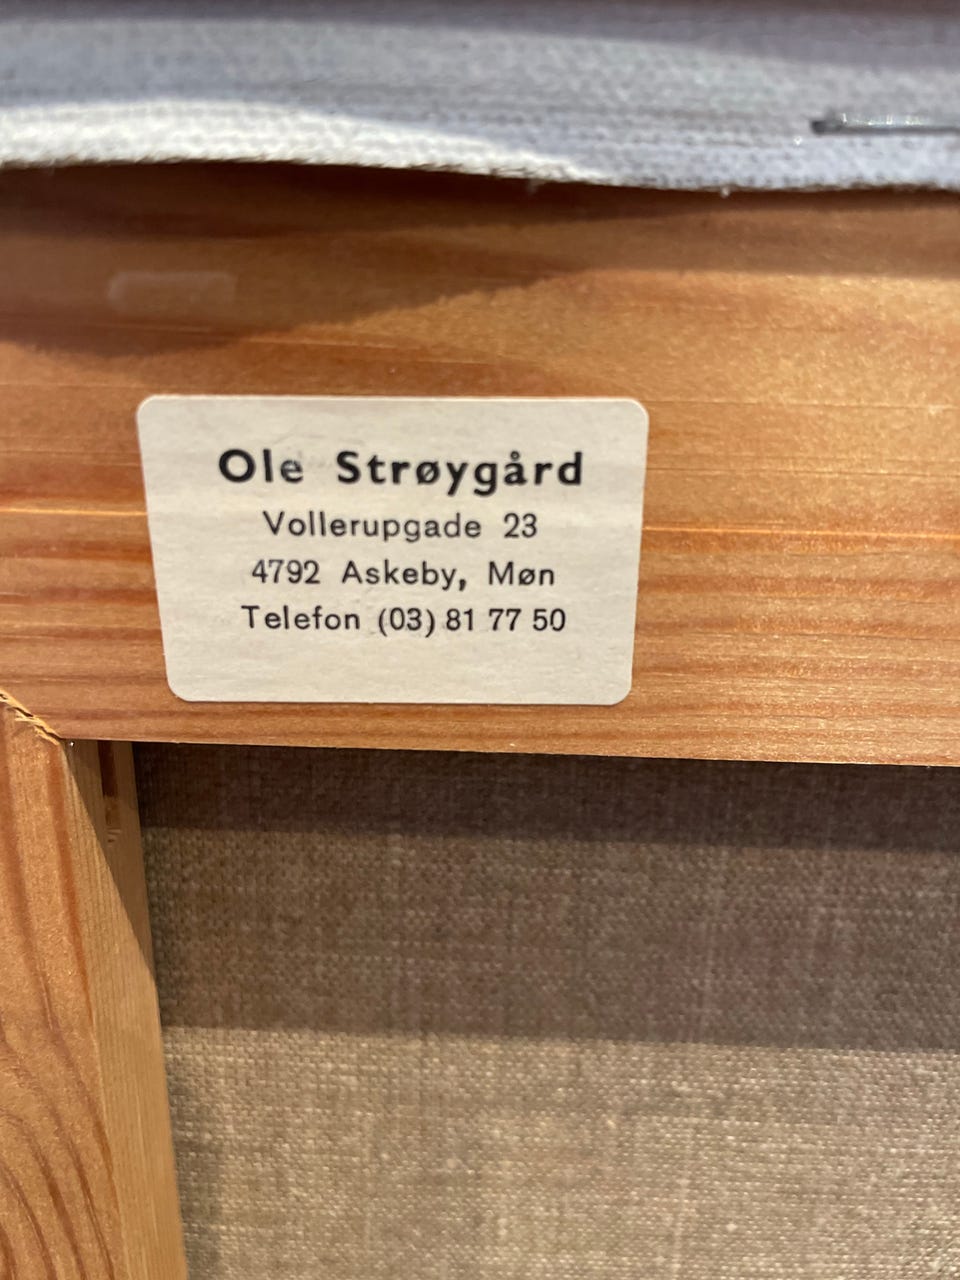 Ole Strøygård
Vollerupgade 23
4792 Askeby, Møn
Telefon (03) 81 77 50